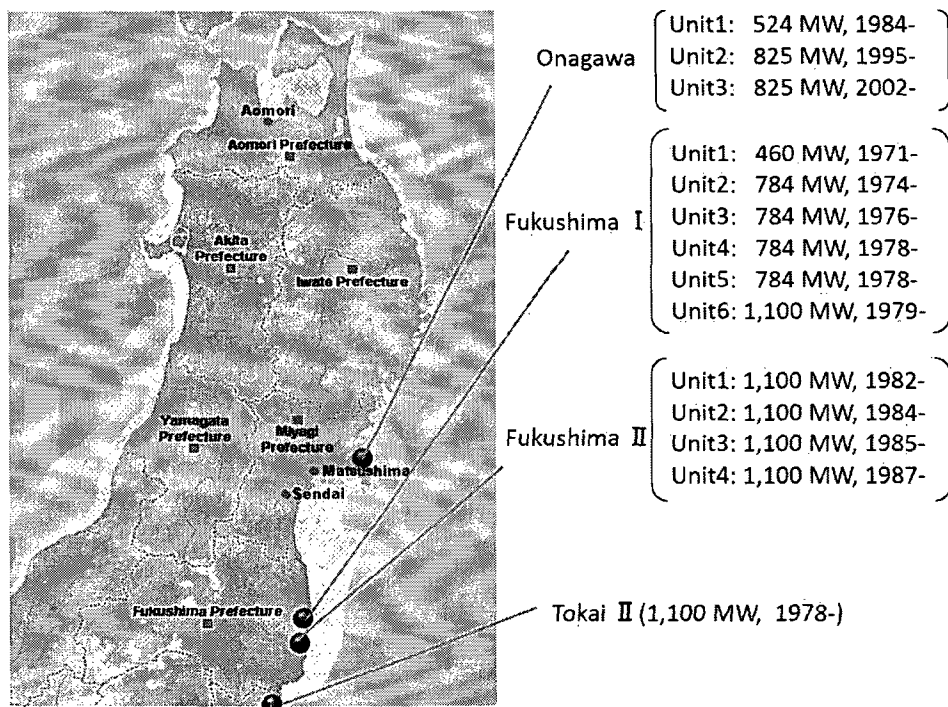 Aomori
Aomori Prefecture
Akita
Prefecture
Iwate Prefecture
Yamagata
Prefecture
Miyagi
Prefecture
Matsushima
Sendai
Fukushima Prefecture
Onagawa
Unit1: 524 MW, 1984-
Unit2: 825 MW, 1995-
Unit3: 825 MW, 2002-
Fukushima Ⅰ
Unit1: 460 MW, 1971-
Unit2: 784 MW, 1974-
Unit3: 784 MW, 1976-
Unit4: 784 MW, 1978-
Unit5: 784 MW, 1978-
Unit6: 1,100 MW, 1979-
Fukushima Ⅱ
Unit1: 1,100 MW, 1982-
Unit2: 1,100 MW, 1984-
Unit3: 1,100 MW, 1985-
Unit4: 1,100 MW, 1987-
Tokai Ⅱ (1,100 MW, 1978-)